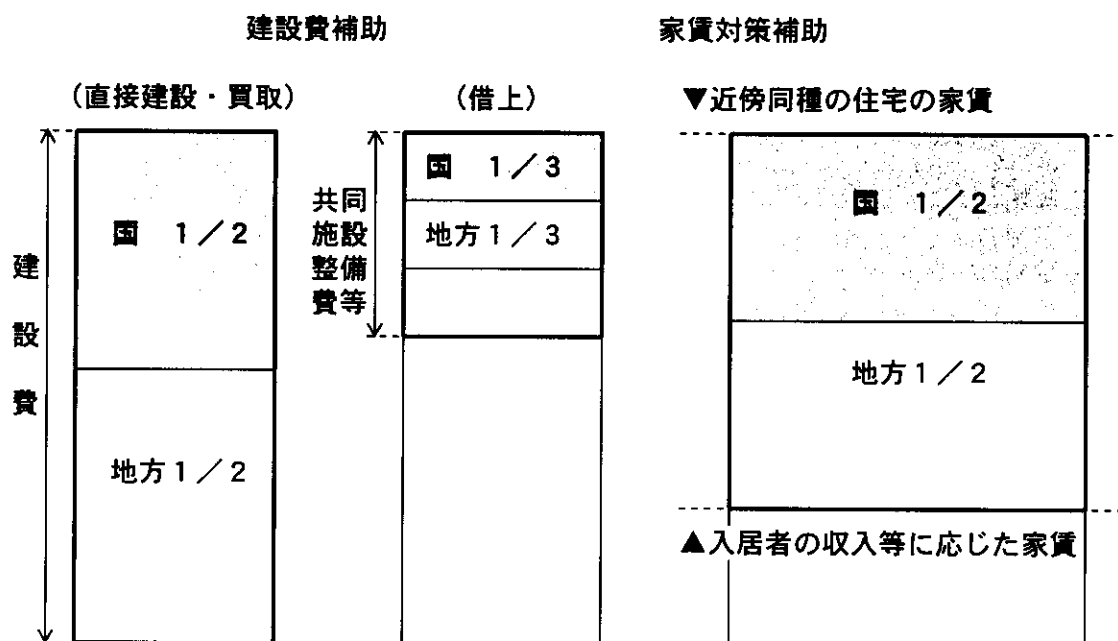 建設費補助
家賃対策補助
（直接建設・買取）
（借上）
▼近傍同種の住宅の家賃
建設費
国　１／２
地方１／２
共同
施設
整備
費等
国　１／３
地方１／３
国　１／２
地方１／２
▲入居者の収入等に応じた家賃